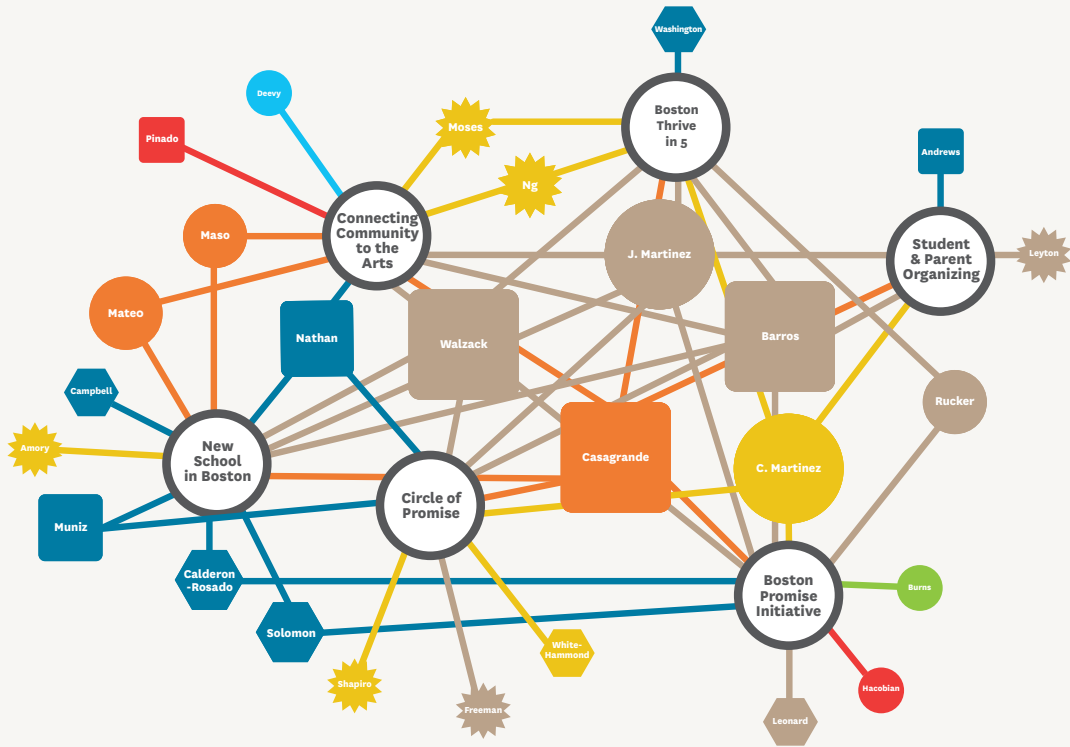 Washington
Deevy
Boston
Thrive
in 5
Moses
Pinado
Andrews
Ng
Connecting
Community
to the
Arts
Maso
J. Martinez
Student
& Parent
Organizing
Leyton
Mateo
Nathan
Walzack
Barros
Campbell
Rucker
Amory
New
School
in Boston
Casagrande
C. Martinez
Circle of
Promise
Muniz
Calderon
-Rosado
Boston
Promise
Initiative
Burns
Solomon
White-
Hammond
Shapiro
Hacobian
Freeman
Leonard